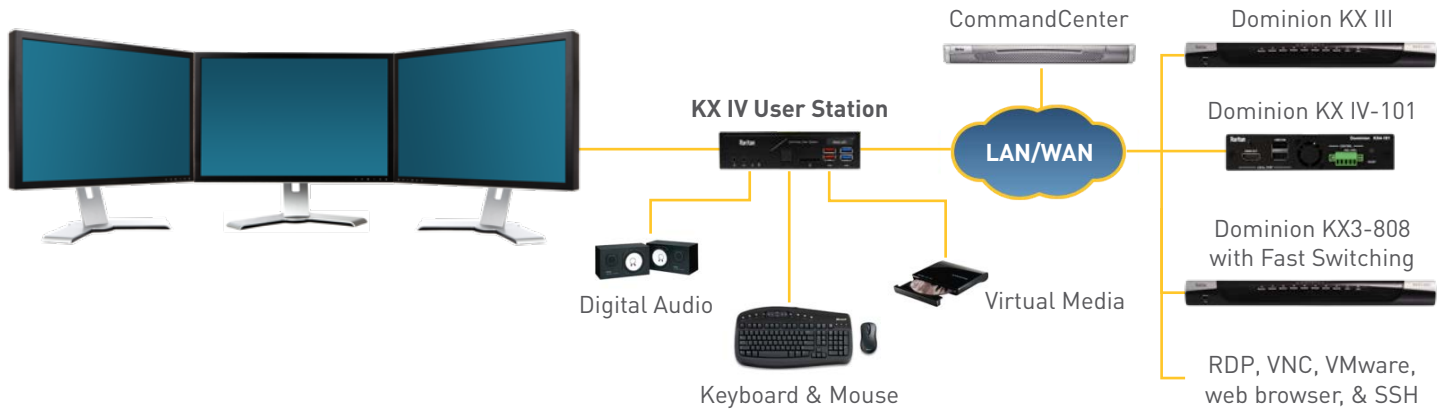 CommandCenter
Dominion KX III
KX IV User Station
Raritan
Dominion KX IV-101
LAN/WAN
Dominion KX3-808
with Fast Switching
Digital Audio
Virtual Media
Keyboard & Mouse
RDP, VNC, VMware,
web browser, & SSH